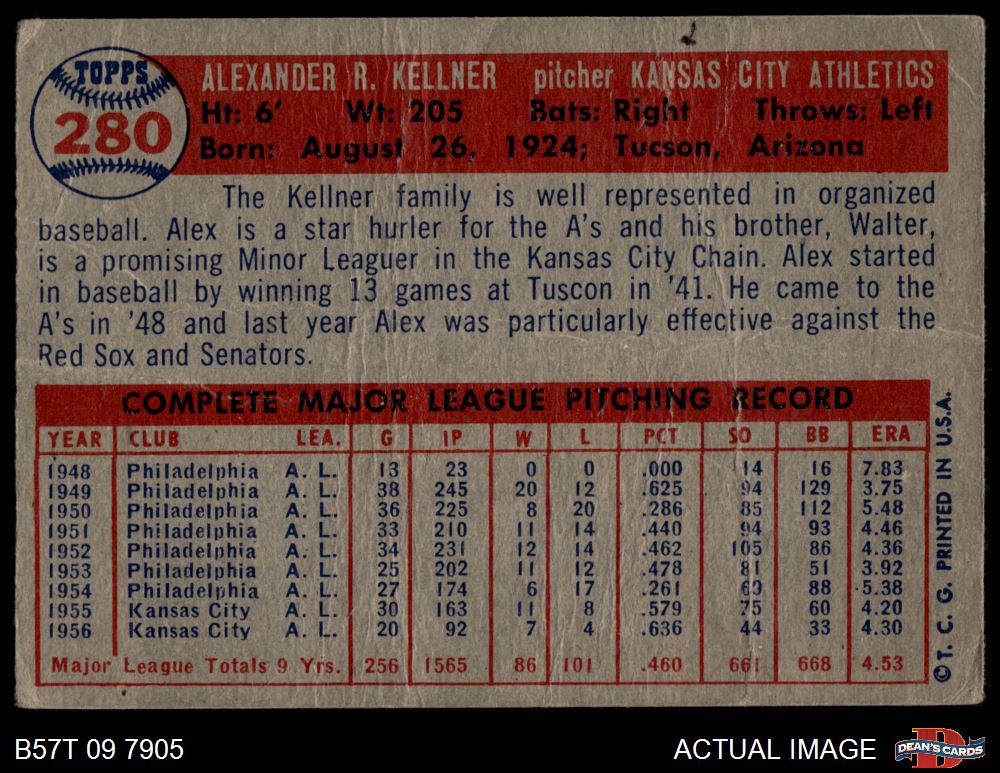 TOPPS
280
ALEXANDER R. KELLNER pitcher KANSAS CITY ATHLETICS
Ht: 6' Wt: 205 Bats: Right Throws: Left
Born: August 26, 1924; Tucson, Arizona
The Kellner family is well represented in organized
baseball. Alex is a star hurler for the A's and his brother, Walter,
is a promising Minor Leaguer in the Kansas City Chain. Alex started
in baseball by winning 13 games at Tuscon in '41. He came to the
A's in '48 and last year Alex was particularly effective against the
Red Sox and Senators.
COMPLETE MAJOR LEAGUE PITCHING RECORD
YEAR CLUB LEA. G IP W L PCT SO BB ERA
1948 Philadelphia A. L. 13 23 0 0 .000 14 16 7.83
1949 Philadelphia A. L. 38 245 20 12 .625 94 129 3.75
1950 Philadelphia A. L. 36 225 8 20 .286 85 112 5.48
1951 Philadelphia A. L. 33 210 11 14 .440 94 93 4.46
1952 Philadelphia A. L. 34 231 12 14 .462 105 86 4.36
1953 Philadelphia A. L. 25 202 11 12 .478 81 51 3.92
1954 Philadelphia A. L. 27 174 6 17 .261 69 88 5.38
1955 Kansas City A. L. 30 163 11 8 .579 75 60 4.20
1956 Kansas City A. L. 20 92 7 4 .636 44 33 4.30
Major League Totals 9 Yrs. 256 1565 86 101 .460 661 668 4.53
© T. C. G. PRINTED IN U.S.A.
B57T 09 7905
ACTUAL IMAGE
D
DEAN'S CARDS